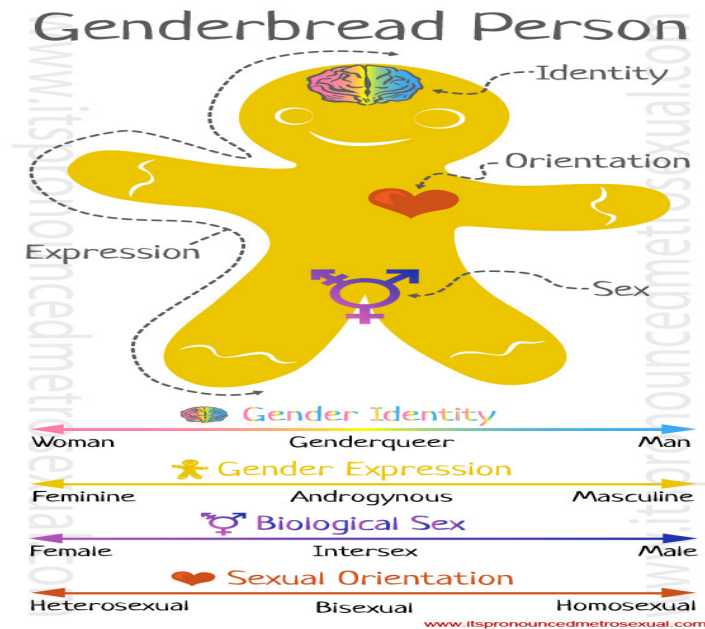 Genderbread Person
Identity
Orientation
Expression
Sex
Gender Identity
Woman Genderqueer Man
Gender Expression
Feminine Androgynous Masculine
Biological Sex
Female Intersex Male
Sexual Orientation
Heterosexual Bisexual Homosexual
www.itspronouncedmetrosexual.com
www.itspronouncedmetrosexual.com
www.itspronouncedmetrosexual.com